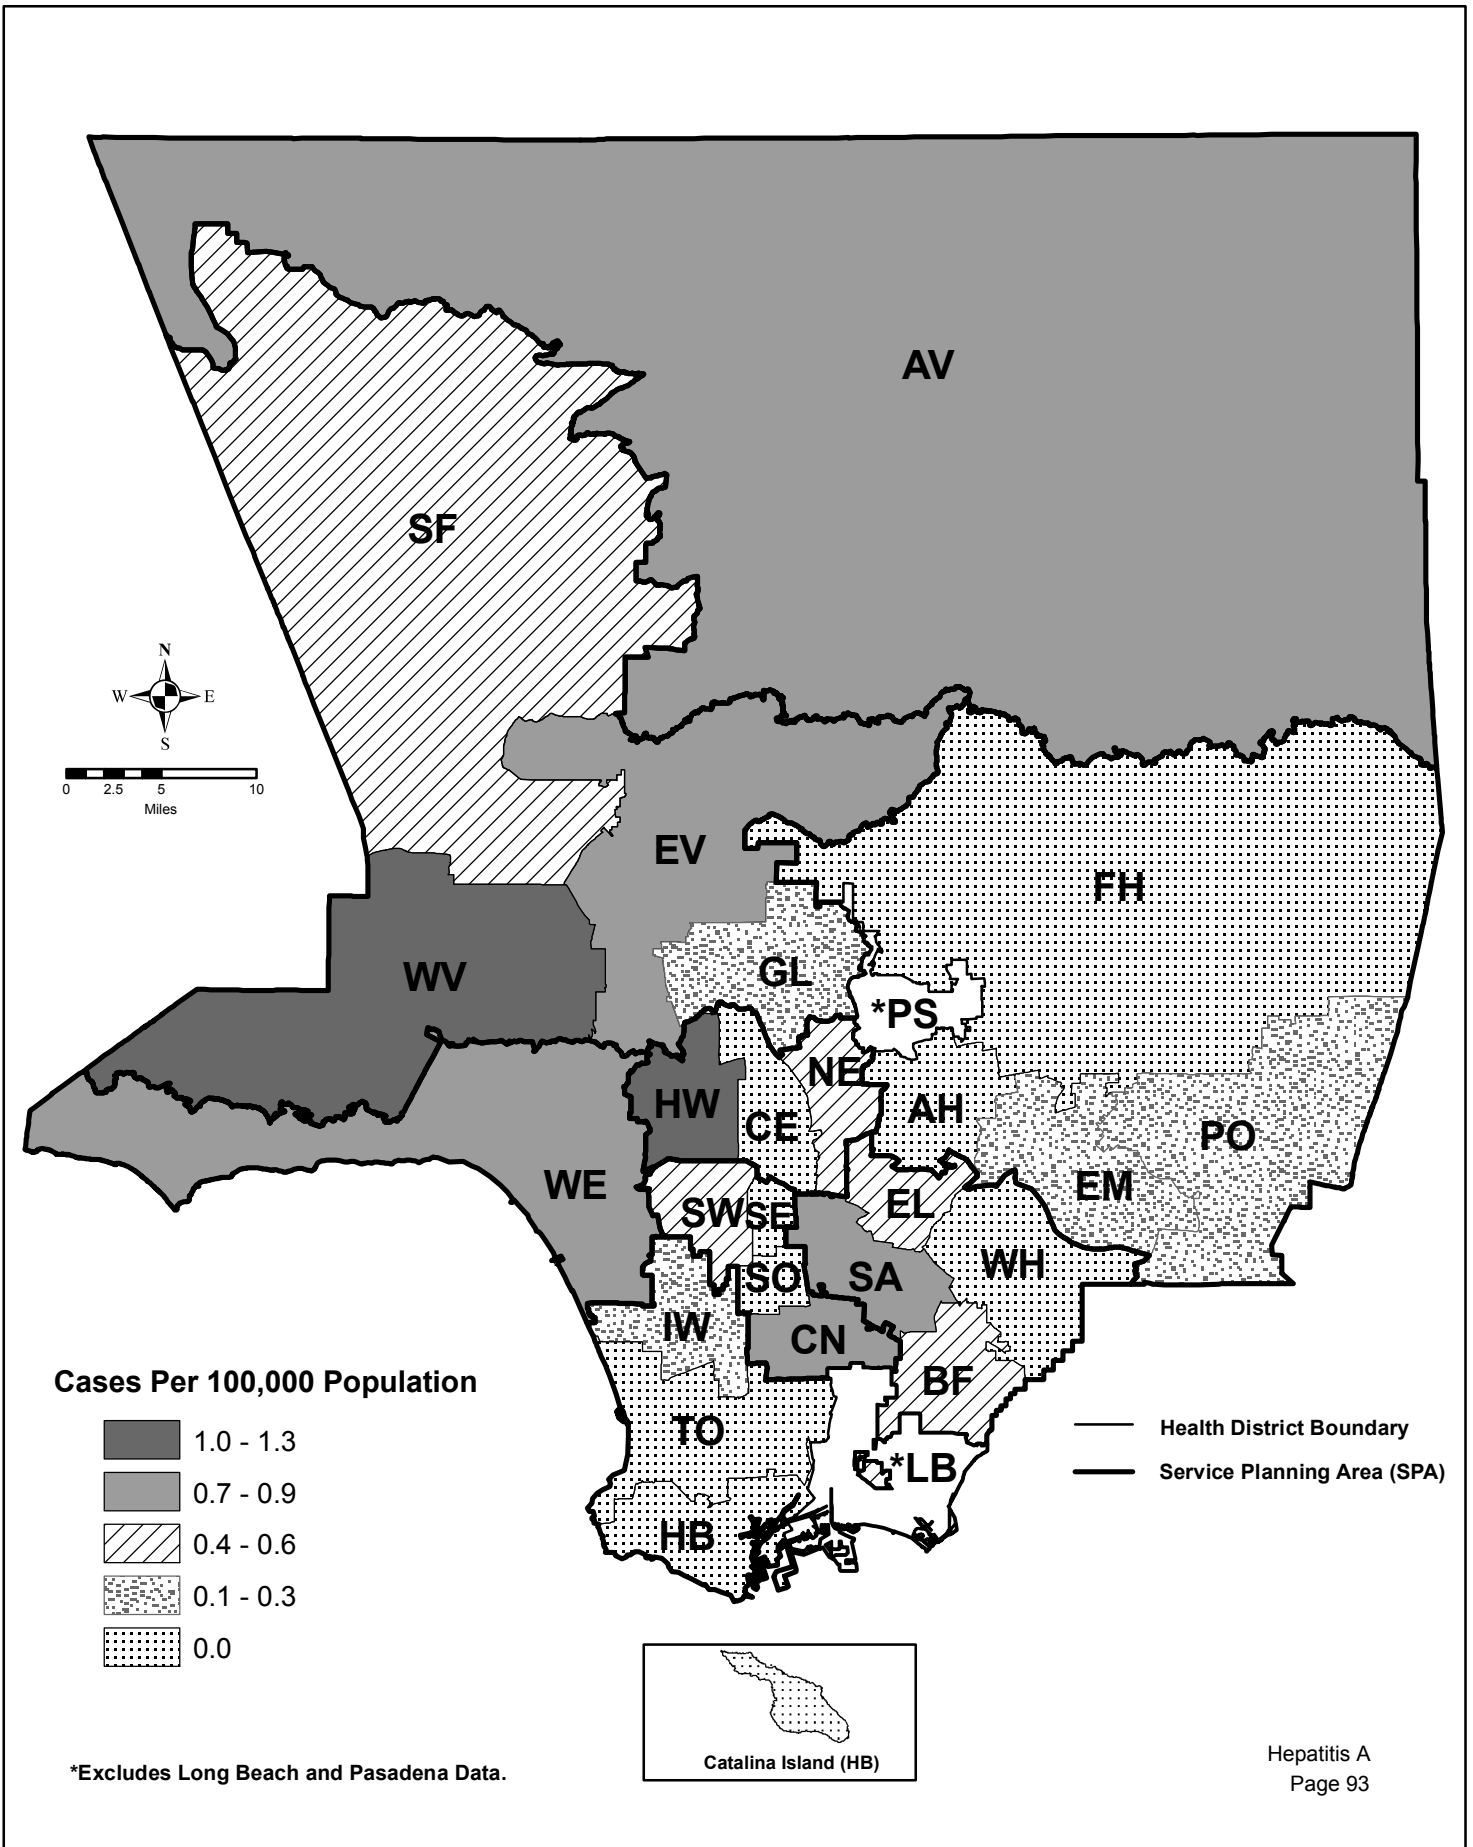 AV
SF
N
W E
S
0 2.5 5 10
Miles
EV
FH
WV
GL
*PS
NE
HW
AH
CE
PO
WE
EM
SW
SE
EL
WH
SO
SA
IW
CN
BF
TO
*LB
HB
Cases Per 100,000 Population
1.0 - 1.3
0.7 - 0.9
0.4 - 0.6
0.1 - 0.3
0.0
Health District Boundary
Service Planning Area (SPA)
Catalina Island (HB)
*Excludes Long Beach and Pasadena Data.
Hepatitis A
Page 93